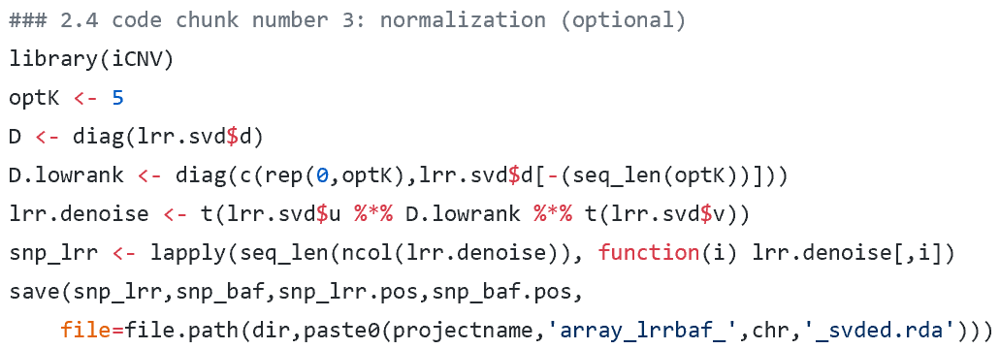 ### 2.4 code chunk number 3: normalization (optional)
library(iCNV)
optK <- 5
D <- diag(lrr.svd$d)
D.lowrank <- diag(c(rep(0,optK),lrr.svd$d[-(seq_len(optK))]))
lrr.denoise <- t(lrr.svd$u %*% D.lowrank %*% t(lrr.svd$v))
snp_lrr <- lapply(seq_len(ncol(lrr.denoise)), function(i) lrr.denoise[,i])
save(snp_lrr,snp_baf,snp_lrr.pos,snp_baf.pos,
    file=file.path(dir,paste0(projectname,'array_lrrbaf_',chr,'_svded.rda')))